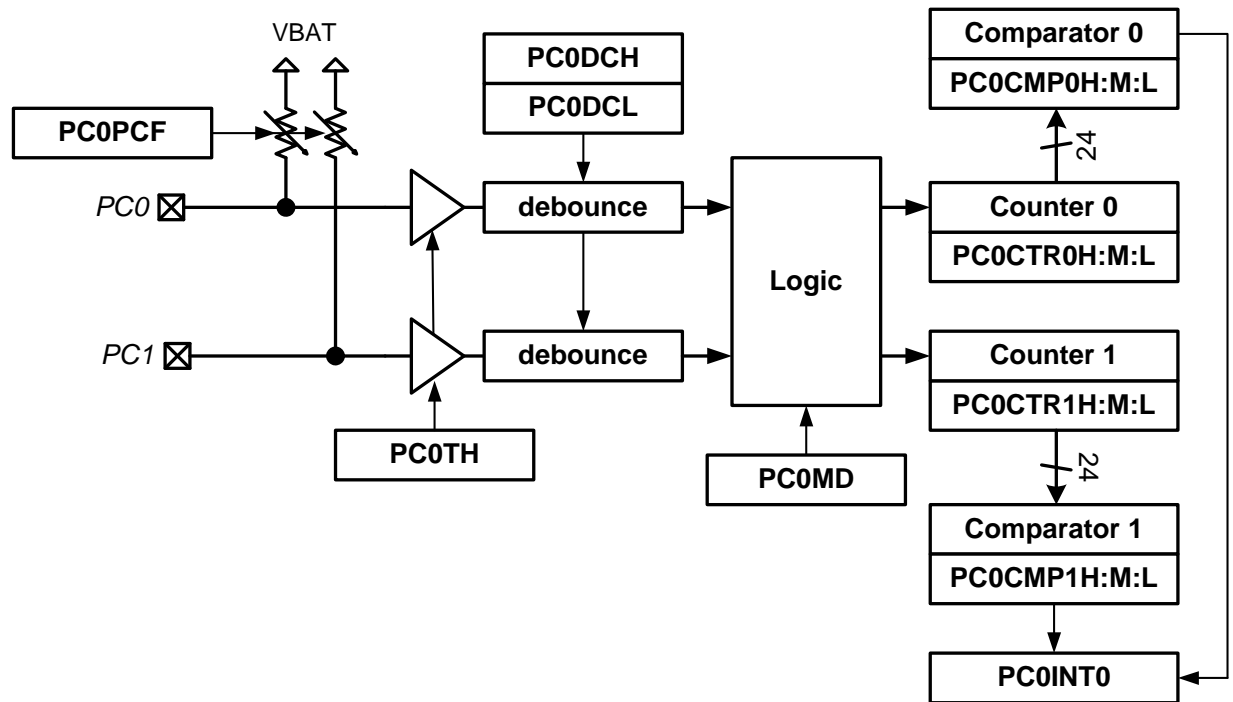 VBAT
PC0PCF
PC0DCH
PC0DCL
Comparator 0
PC0CMP0H:M:L
24
PC0
debounce
Logic
Counter 0
PC0CTR0H:M:L
PC1
debounce
Counter 1
PC0CTR1H:M:L
PC0TH
PC0MD
24
Comparator 1
PC0CMP1H:M:L
PC0INT0